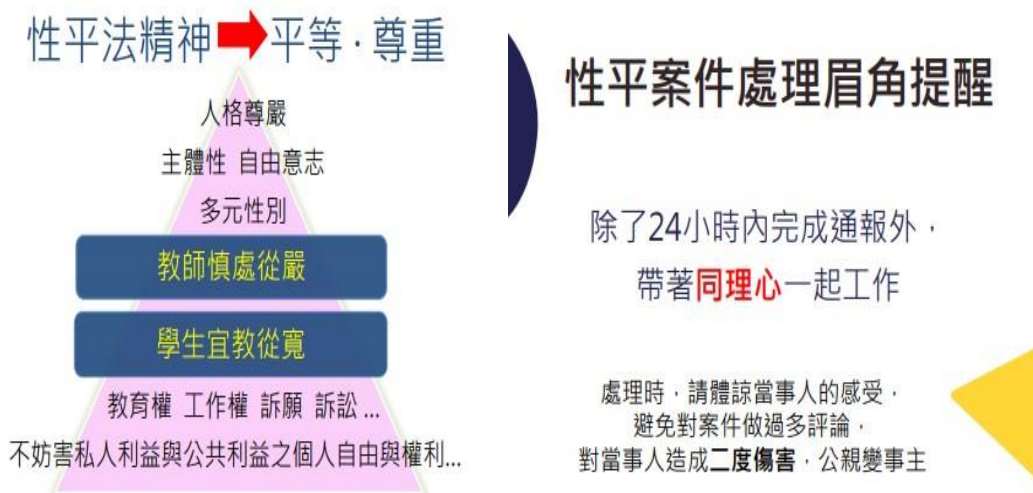 性平法精神➡平等·尊重
人格尊嚴
主體性 自由意志
多元性別
教師慎處從嚴
學生宜教從寬
教育權 工作權 訴願 訴訟 ...
不妨害私人利益與公共利益之個人自由與權利...
性平案件處理眉角提醒
除了24小時內完成通報外，
帶著同理心一起工作
處理時，請體諒當事人的感受，
避免對案件做過多評論，
對當事人造成二度傷害，公親變事主